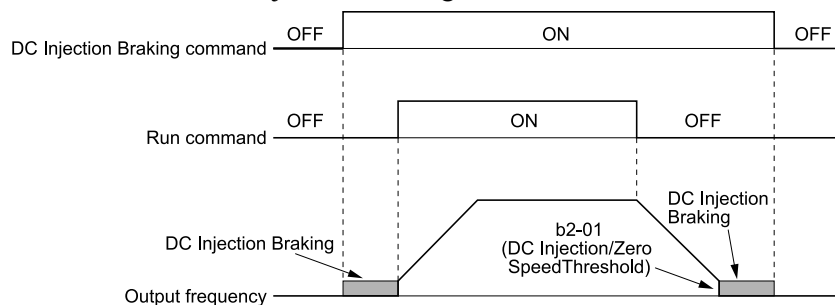 OFF
ON
OFF
DC Injection Braking command
OFF
ON
OFF
Run command
DC Injection Braking
b2-01
(DC Injection/Zero
SpeedThreshold)
DC Injection
Braking
Output frequency